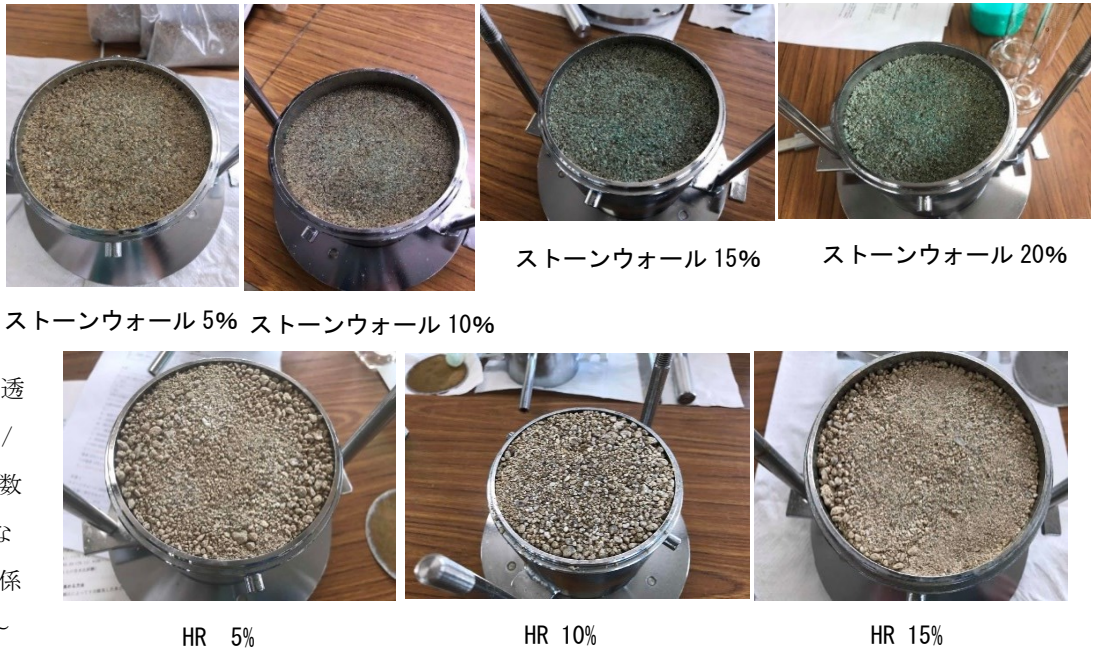 ストーンウォール 15%
ストーンウォール 20%
ストーンウォール 5%
ストーンウォール 10%
透
/
数
な
係
～
HR 5%
HR 10%
HR 15%